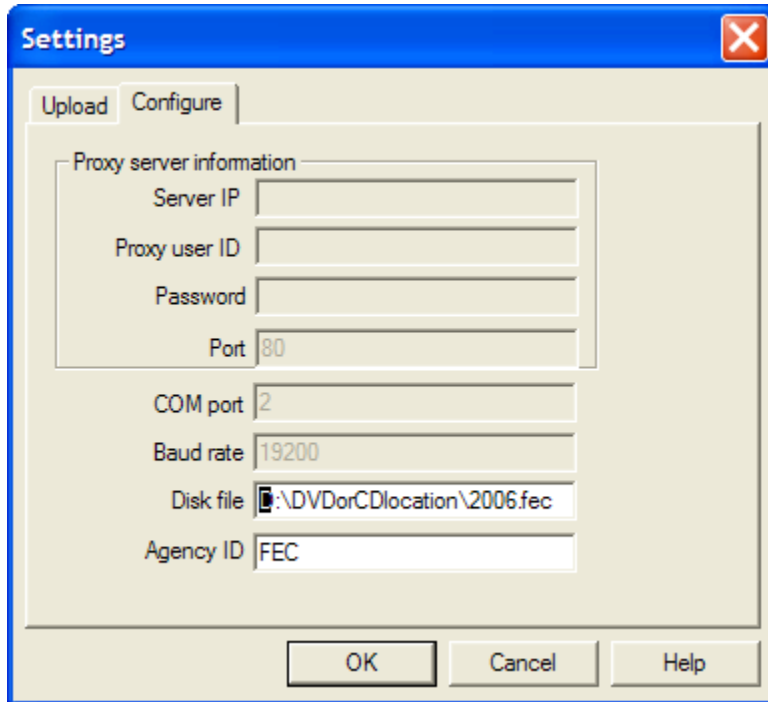 Settings
Upload Configure
Proxy server information
Server IP
Proxy user ID
Password
Port 80
COM port 2
Baud rate 19200
Disk file D:\DVDorCDlocation\2006.fec
Agency ID FEC
OK Cancel Help